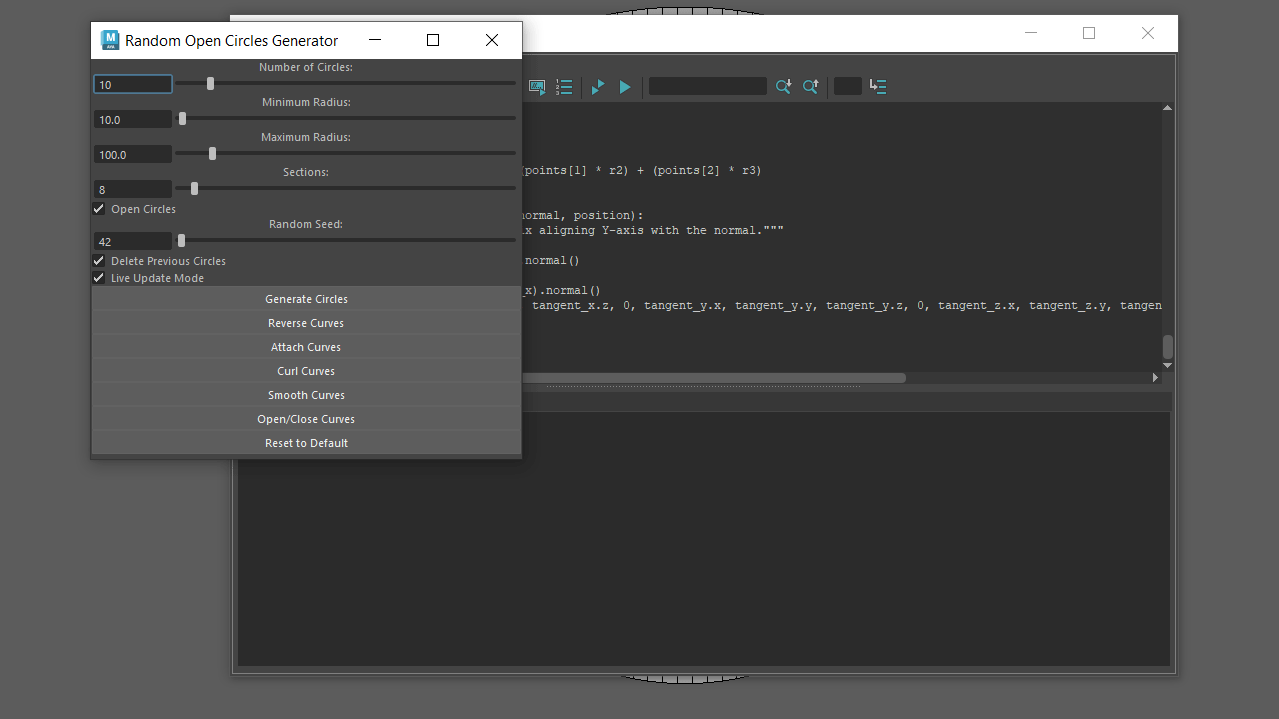 Random Open Circles Generator
Number of Circles:
10
Minimum Radius:
10.0
Maximum Radius:
100.0
Sections:
8
Open Circles
Random Seed:
42
Delete Previous Circles
Live Update Mode
Generate Circles
Reverse Curves
Attach Curves
Curl Curves
Smooth Curves
Open/Close Curves
Reset to Default
(points[1] * r2) + (points[2] * r3)
normal, position):
ix aligning Y-axis with the normal."""
normal()
_x).normal()
tangent_x.z, 0, tangent_y.x, tangent_y.y, tangent_y.z, 0, tangent_z.x, tangent_z.y, tangen